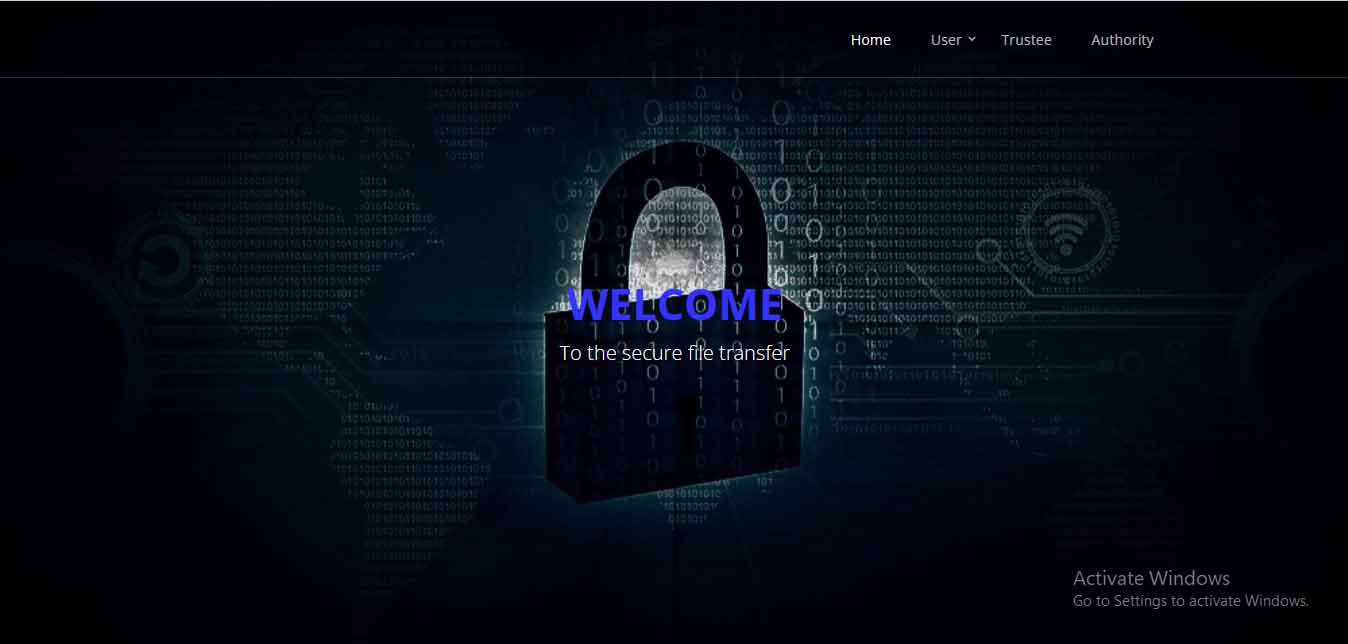 Home
User
Trustee
Authority
WELCOME
To the secure file transfer
Activate Windows
Go to Settings to activate Windows.